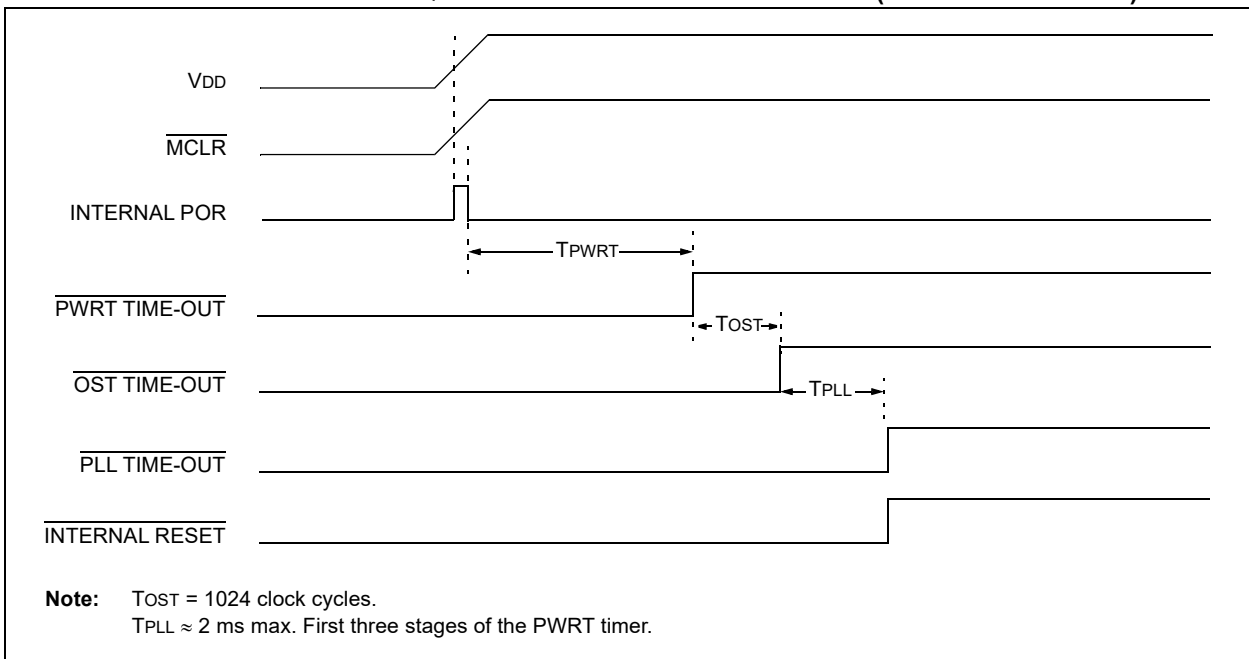 VDD
MCLR
INTERNAL POR
TPWRT
PWRT TIME-OUT
TOST
OST TIME-OUT
TPLL
PLL TIME-OUT
INTERNAL RESET
Note: TOST = 1024 clock cycles.
TPLL ≈ 2 ms max. First three stages of the PWRT timer.